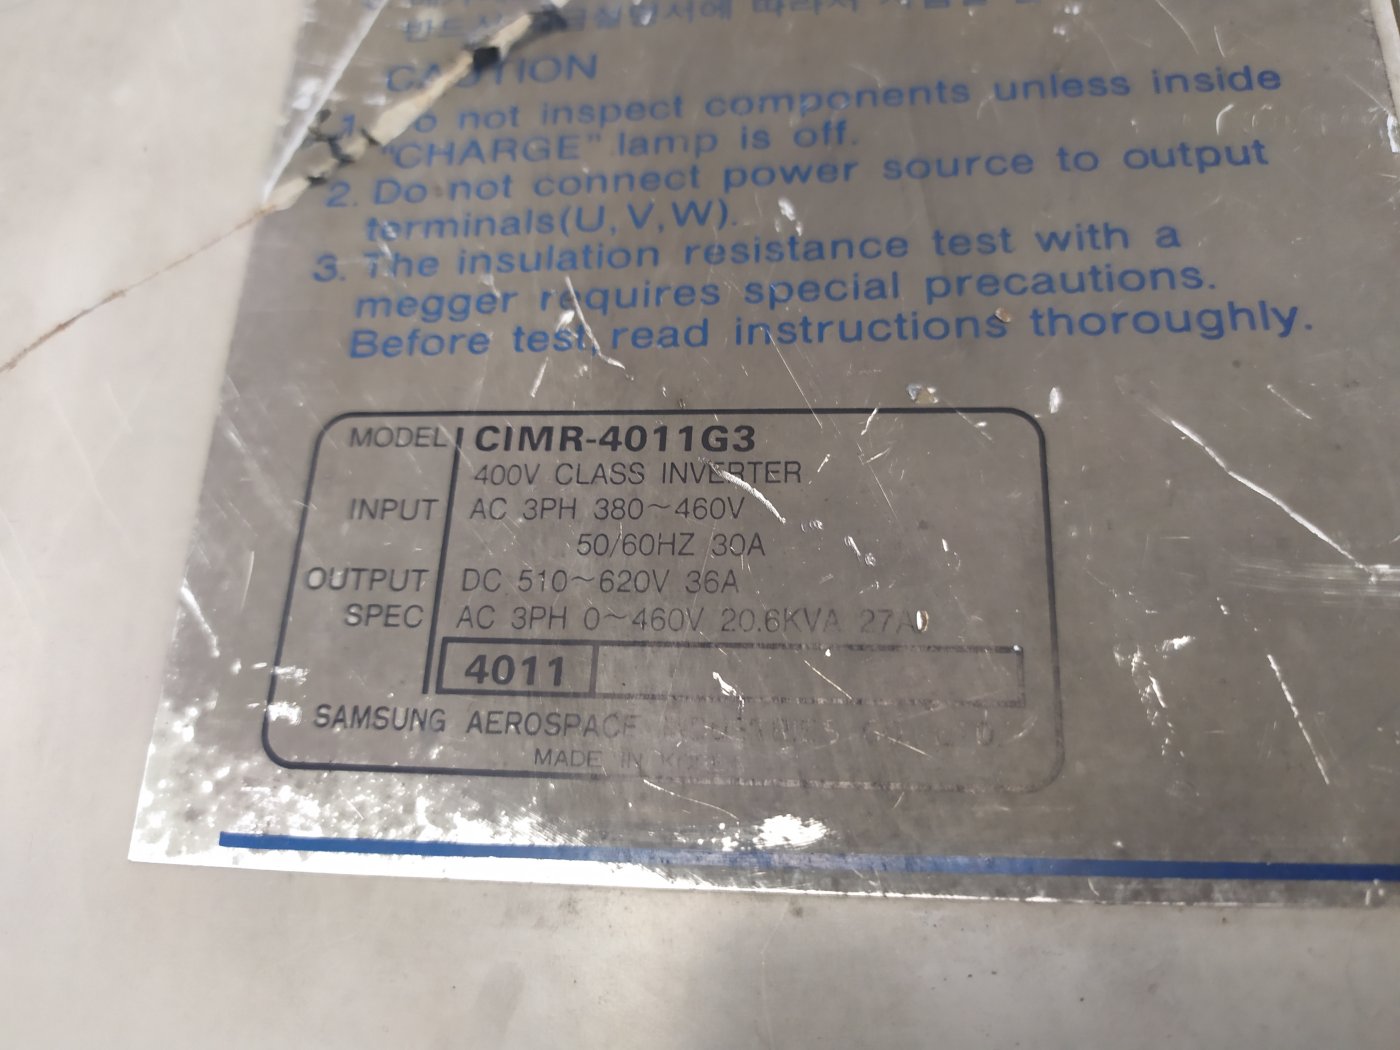 CAUTION
1. Do not inspect components unless inside
"CHARGE" lamp is off.
2. Do not connect power source to output
terminals(U, V, W).
3. The insulation resistance test with a
megger requires special precautions.
Before test, read instructions thoroughly.
MODEL CIMR-4011G3
400V CLASS INVERTER
INPUT AC 3PH 380~460V
50/60HZ 30A
OUTPUT DC 510~620V 36A
SPEC AC 3PH 0~460V 20.6KVA 27A
4011
SAMSUNG AEROSPACE
MADE IN KOREA